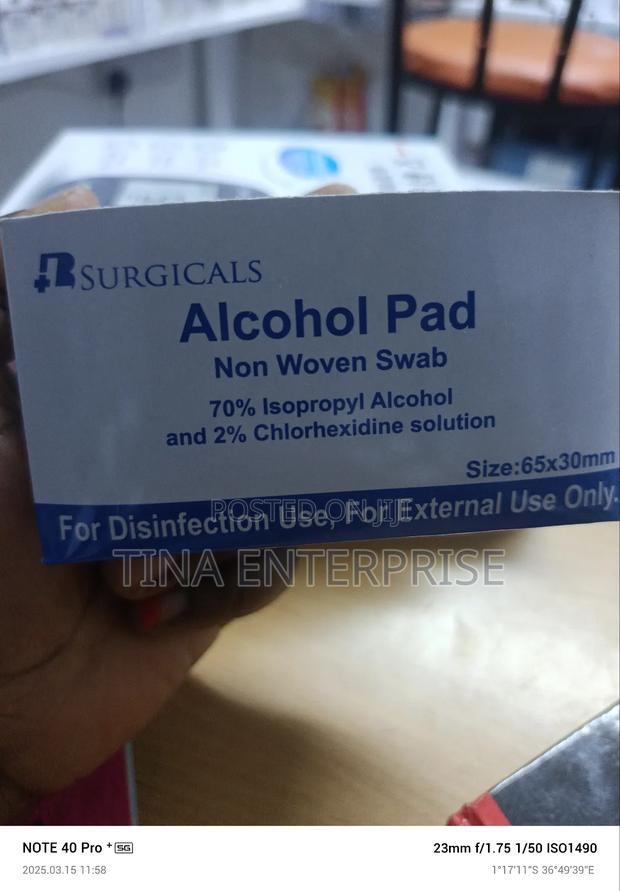 SURGICALS
Alcohol Pad
Non Woven Swab
70% Isopropyl Alcohol
and 2% Chlorhexidine solution
Size:65x30mm
For Disinfection Use, For External Use Only.
POSTED ON JIJI
TINA ENTERPRISE
NOTE 40 Pro+ 5G
23mm f/1.75 1/50 ISO1490
2025.03.15 11:58
1°17'11"S 36°49'39"E